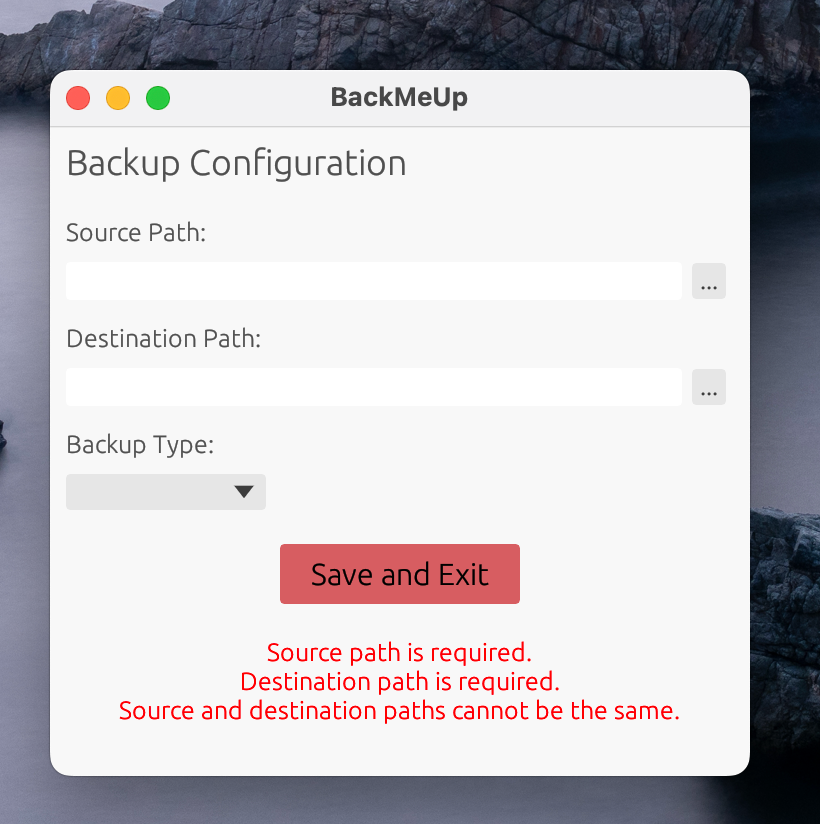 BackMeUp
Backup Configuration
Source Path:
...
Destination Path:
...
Backup Type:
Save and Exit
Source path is required.
Destination path is required.
Source and destination paths cannot be the same.